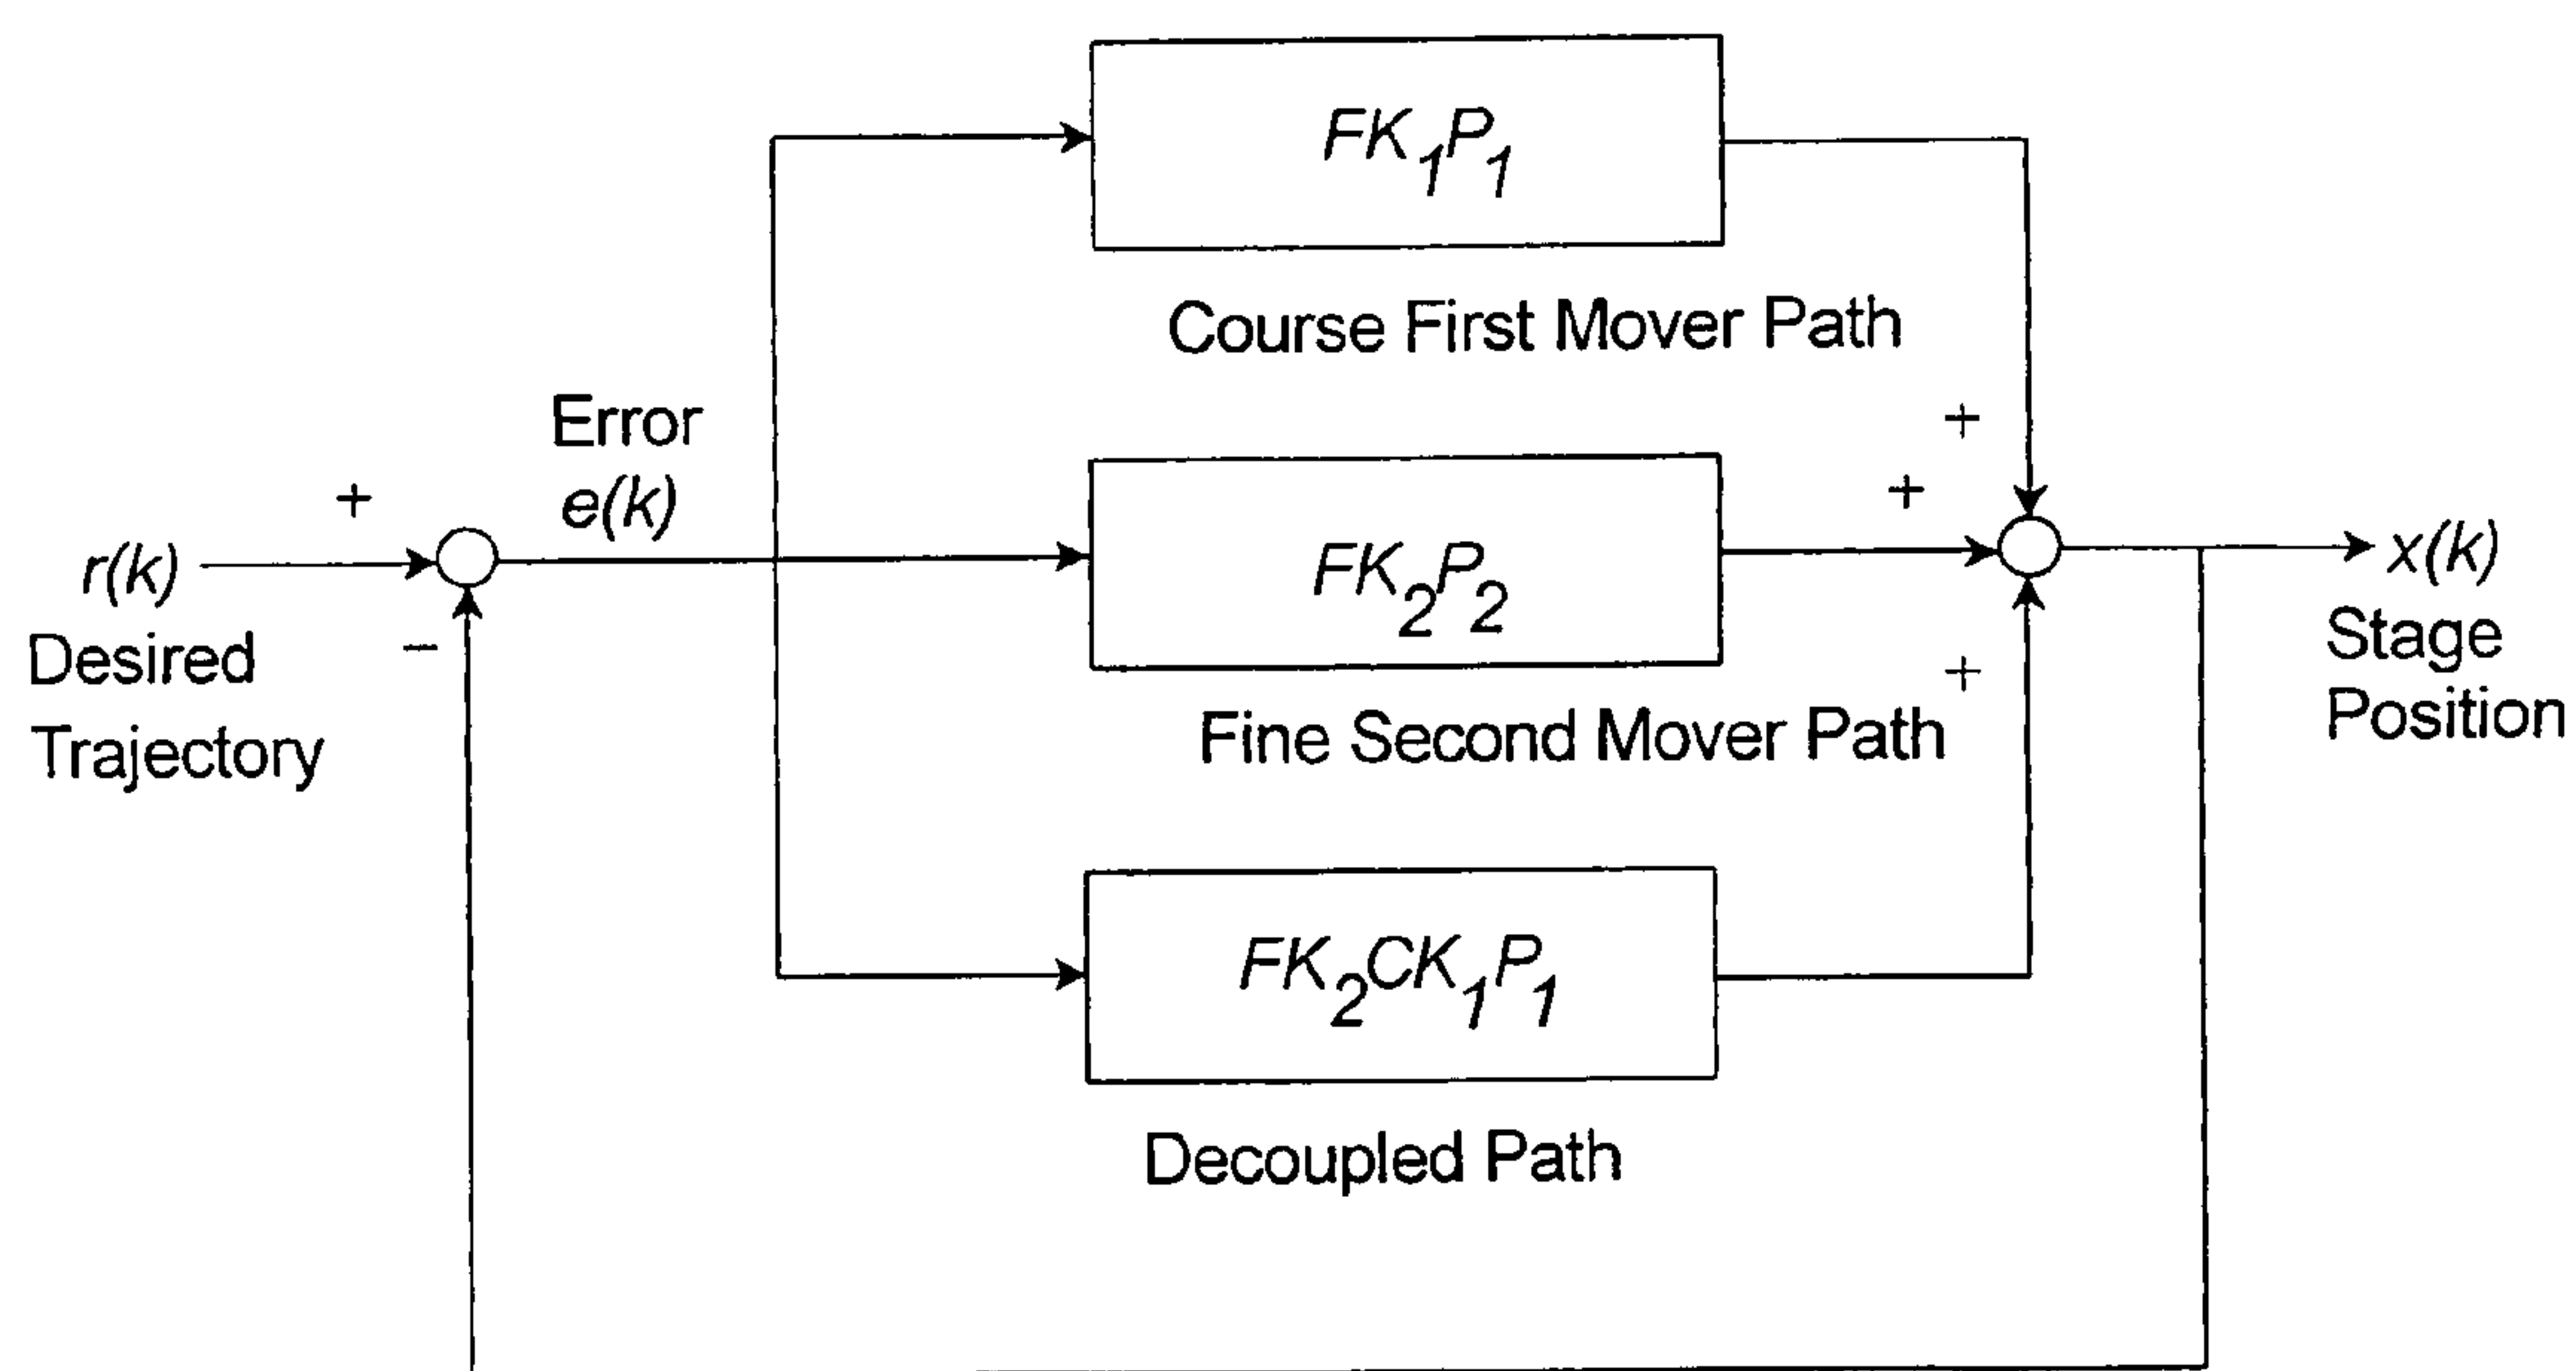 FK1P1
Course First Mover Path
Error
e(k)
+
+
+
r(k)
FK2P2
x(k)
Desired
Trajectory
−
+
Stage
Position
Fine Second Mover Path
FK2CK1P1
Decoupled Path